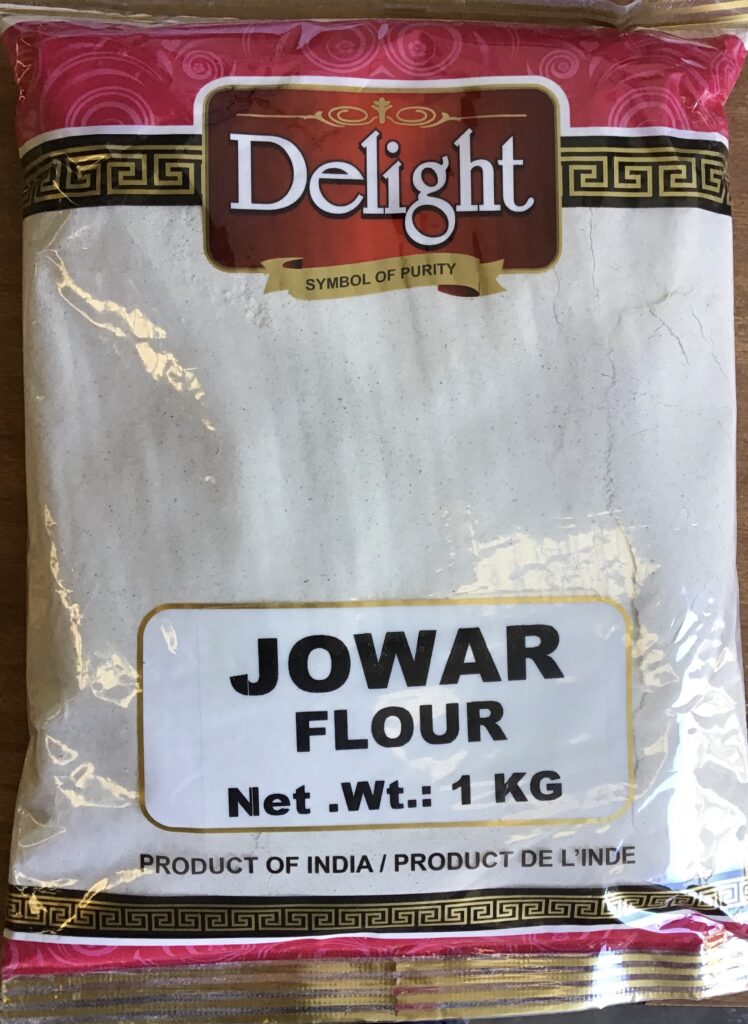 Delight
SYMBOL OF PURITY
JOWAR
FLOUR
Net .Wt.: 1 KG
PRODUCT OF INDIA / PRODUCT DE L'INDE